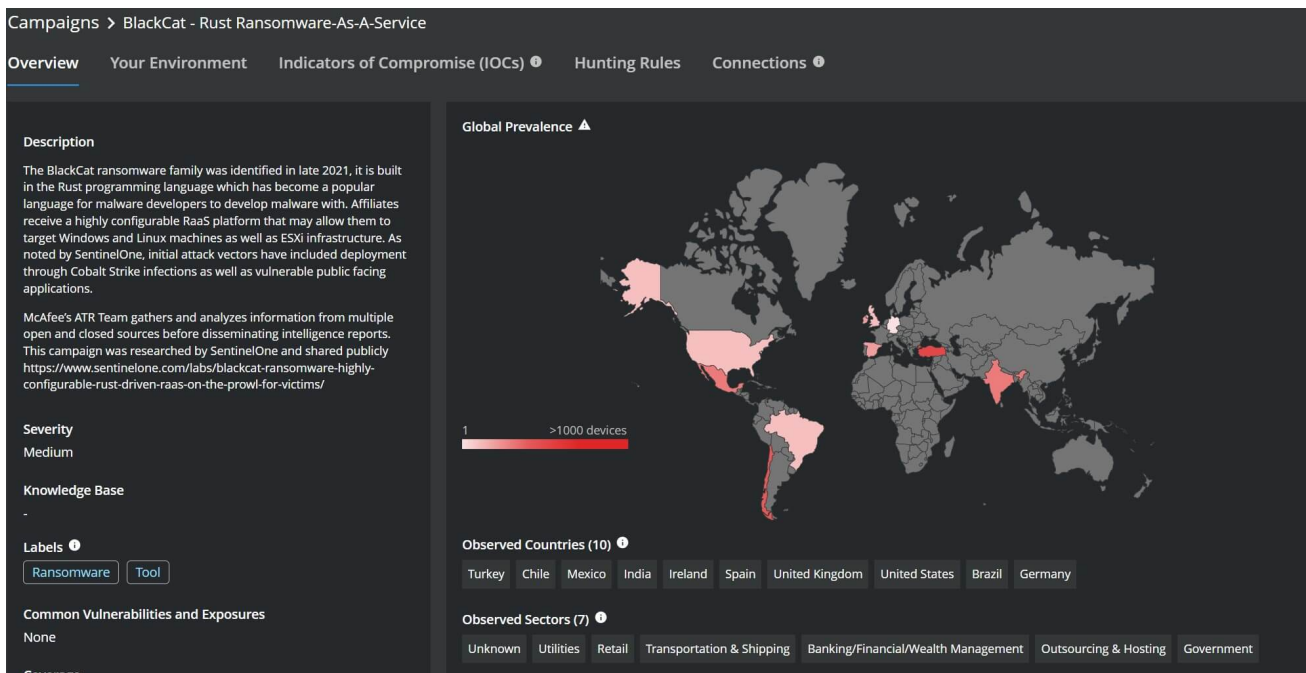 Campaigns > BlackCat - Rust Ransomware-As-A-Service
Overview Your Environment Indicators of Compromise (IOCs) Hunting Rules Connections
Description
The BlackCat ransomware family was identified in late 2021, it is built
in the Rust programming language which has become a popular
language for malware developers to develop malware with. Affiliates
receive a highly configurable RaaS platform that may allow them to
target Windows and Linux machines as well as ESXi infrastructure. As
noted by SentinelOne, initial attack vectors have included deployment
through Cobalt Strike infections as well as vulnerable public facing
applications.
McAfee's ATR Team gathers and analyzes information from multiple
open and closed sources before disseminating intelligence reports.
This campaign was researched by SentinelOne and shared publicly
https://www.sentinelone.com/labs/blackcat-ransomware-highly-
configurable-rust-driven-raas-on-the-prowl-for-victims/
Severity
Medium
Knowledge Base
-
Labels
Ransomware Tool
Common Vulnerabilities and Exposures
None
Global Prevalence
1 >1000 devices
Observed Countries (10)
Turkey Chile Mexico India Ireland Spain United Kingdom United States Brazil Germany
Observed Sectors (7)
Unknown Utilities Retail Transportation & Shipping Banking/Financial/Wealth Management Outsourcing & Hosting Government